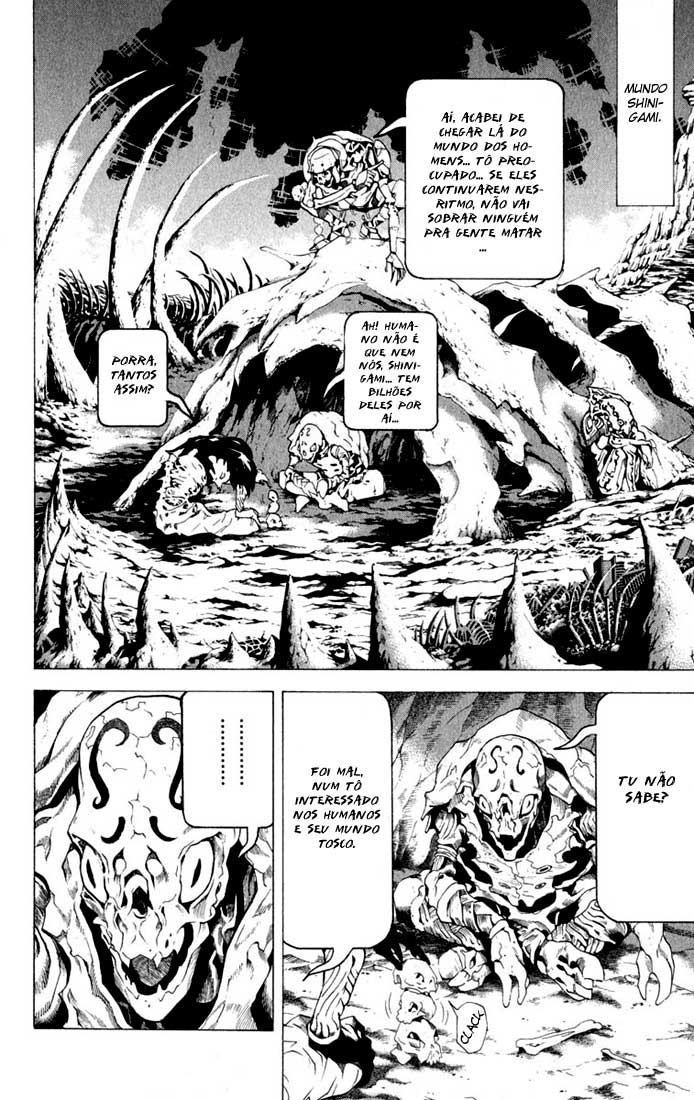 MUNDO
SHINI-
GAMI.
AÍ, ACABEI DE
CHEGAR LÁ DO
MUNDO DOS HO-
MENS... TÔ PREO-
CUPADO... SE ELES
CONTINUAREM NES-
RITMO, NÃO VAI
SOBRAR NINGUÉM
PRA GENTE MATAR
...
AH! HUMA-
NO NÃO É
QUE NEM
NÓS, SHINI-
GAMI... TEM
BILHÕES
DELES POR
AÍ...
PORRA,
TANTOS
ASSIM?
TU NÃO
SABE?
FOI MAL,
NUM TÔ
INTERESSADO
NOS HUMANOS
E SEU MUNDO
TOSCO.
CLACK
.........